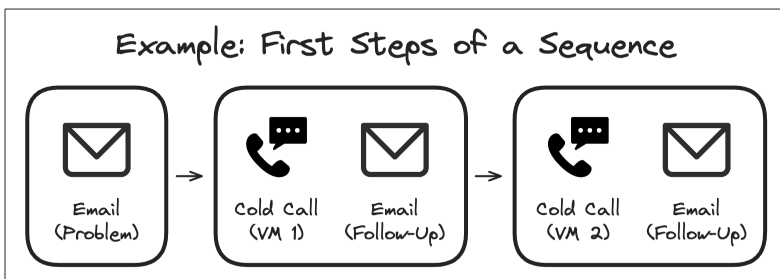 Example: First Steps of a Sequence
Email
(Problem)
Cold Call
(VM 1)
Email
(Follow-Up)
Cold Call
(VM 2)
Email
(Follow-Up)